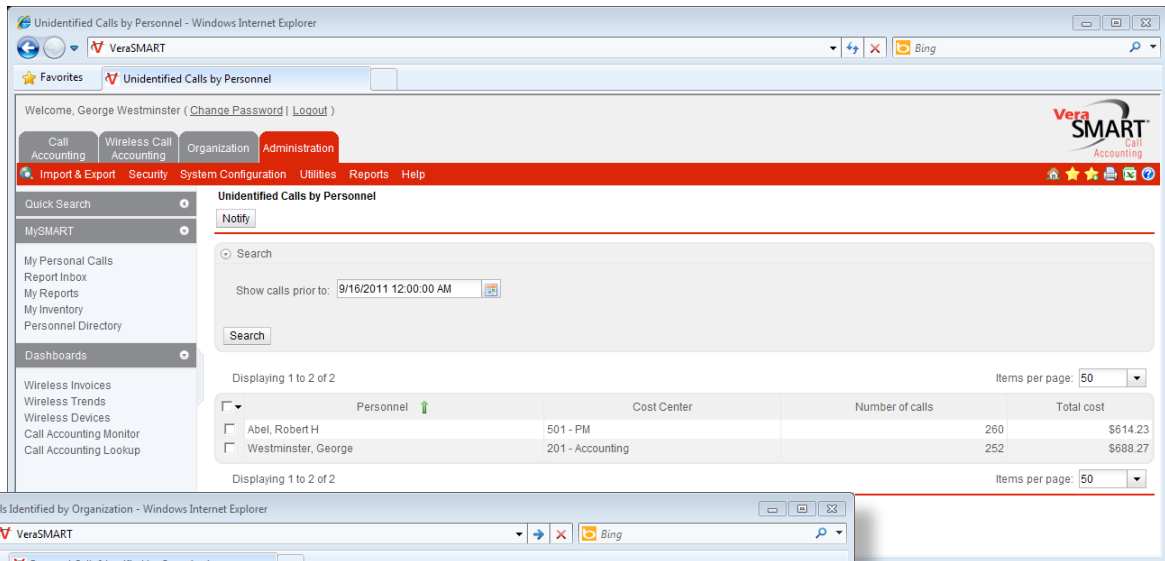 Unidentified Calls by Personnel - Windows Internet Explorer
VeraSMART
Bing
Favorites
Unidentified Calls by Personnel
Welcome, George Westminster ( Change Password | Logout )
Vera SMART Call Accounting
Call Accounting
Wireless Call Accounting
Organization
Administration
Import & Export Security System Configuration Utilities Reports Help
Quick Search
MySMART
My Personal Calls
Report Inbox
My Reports
My Inventory
Personnel Directory
Dashboards
Wireless Invoices
Wireless Trends
Wireless Devices
Call Accounting Monitor
Call Accounting Lookup
Unidentified Calls by Personnel
Notify
Search
Show calls prior to: 9/16/2011 12:00:00 AM
Search
Displaying 1 to 2 of 2 Items per page: 50
Personnel Cost Center Number of calls Total cost
Abel, Robert H 501 - PM 260 $614.23
Westminster, George 201 - Accounting 252 $688.27
Displaying 1 to 2 of 2 Items per page: 50
ls Identified by Organization - Windows Internet Explorer
VeraSMART
Bing